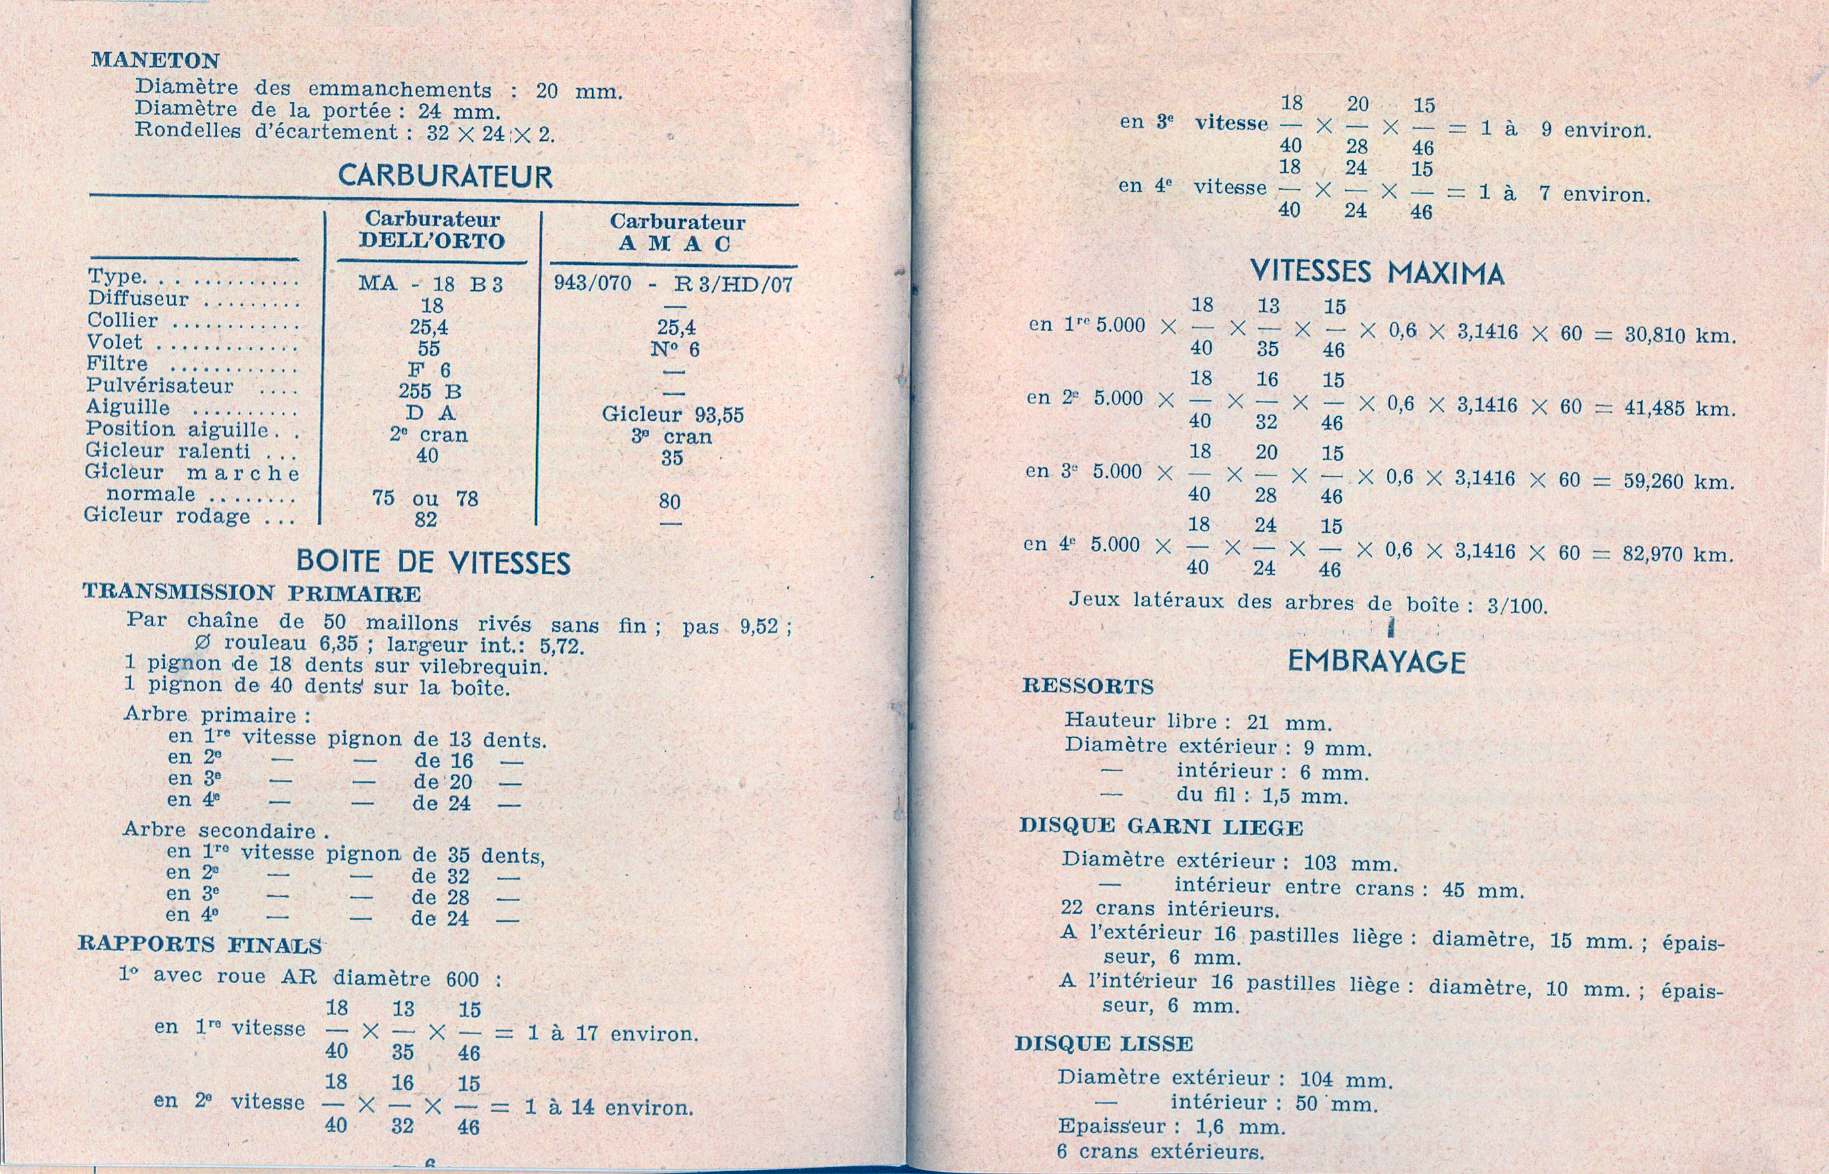 MANETON
Diamètre des emmanchements : 20 mm.
Diamètre de la portée : 24 mm.
Rondelles d'écartement : 32 × 24 × 2.
CARBURATEUR
Carburateur DELL'ORTO Carburateur A M A C
Type. . . ............ MA - 18 B 3 943/070 - R 3/HD/07
Diffuseur ......... 18 —
Collier ............ 25,4 25,4
Volet ............. 55 N° 6
Filtre ............ F 6 —
Pulvérisateur .... 255 B —
Aiguille .......... D A Gicleur 93,55
Position aiguille. . 2e cran 3e cran
Gicleur ralenti ... 40 35
Gicleur marche
normale ........ 75 ou 78 80
Gicleur rodage ... 82 —
BOITE DE VITESSES
TRANSMISSION PRIMAIRE
Par chaîne de 50 maillons rivés sans fin ; pas 9,52 ;
Ø rouleau 6,35 ; largeur int.: 5,72.
1 pignon de 18 dents sur vilebrequin.
1 pignon de 40 dents sur la boîte.
Arbre primaire :
en 1re vitesse pignon de 13 dents.
en 2e — — de 16 —
en 3e — — de 20 —
en 4e — — de 24 —
Arbre secondaire .
en 1re vitesse pignon de 35 dents,
en 2e — — de 32 —
en 3e — — de 28 —
en 4e — — de 24 —
RAPPORTS FINALS
1° avec roue AR diamètre 600 :
en 1re vitesse 18/40 × 13/35 × 15/46 = 1 à 17 environ.
en 2e vitesse 18/40 × 16/32 × 15/46 = 1 à 14 environ.
— 6
en 3e vitesse 18/40 × 20/28 × 15/46 = 1 à 9 environ.
en 4e vitesse 18/40 × 24/24 × 15/46 = 1 à 7 environ.
VITESSES MAXIMA
en 1re 5.000 × 18/40 × 13/35 × 15/46 × 0,6 × 3,1416 × 60 = 30,810 km.
en 2e 5.000 × 18/40 × 16/32 × 15/46 × 0,6 × 3,1416 × 60 = 41,485 km.
en 3e 5.000 × 18/40 × 20/28 × 15/46 × 0,6 × 3,1416 × 60 = 59,260 km.
en 4e 5.000 × 18/40 × 24/24 × 15/46 × 0,6 × 3,1416 × 60 = 82,970 km.
Jeux latéraux des arbres de boîte : 3/100.
EMBRAYAGE
RESSORTS
Hauteur libre : 21 mm.
Diamètre extérieur : 9 mm.
— intérieur : 6 mm.
— du fil : 1,5 mm.
DISQUE GARNI LIEGE
Diamètre extérieur : 103 mm.
— intérieur entre crans : 45 mm.
22 crans intérieurs.
A l'extérieur 16 pastilles liège : diamètre, 15 mm. ; épais-
seur, 6 mm.
A l'intérieur 16 pastilles liège : diamètre, 10 mm. ; épais-
seur, 6 mm.
DISQUE LISSE
Diamètre extérieur : 104 mm.
— intérieur : 50 mm.
Epaisseur : 1,6 mm.
6 crans extérieurs.